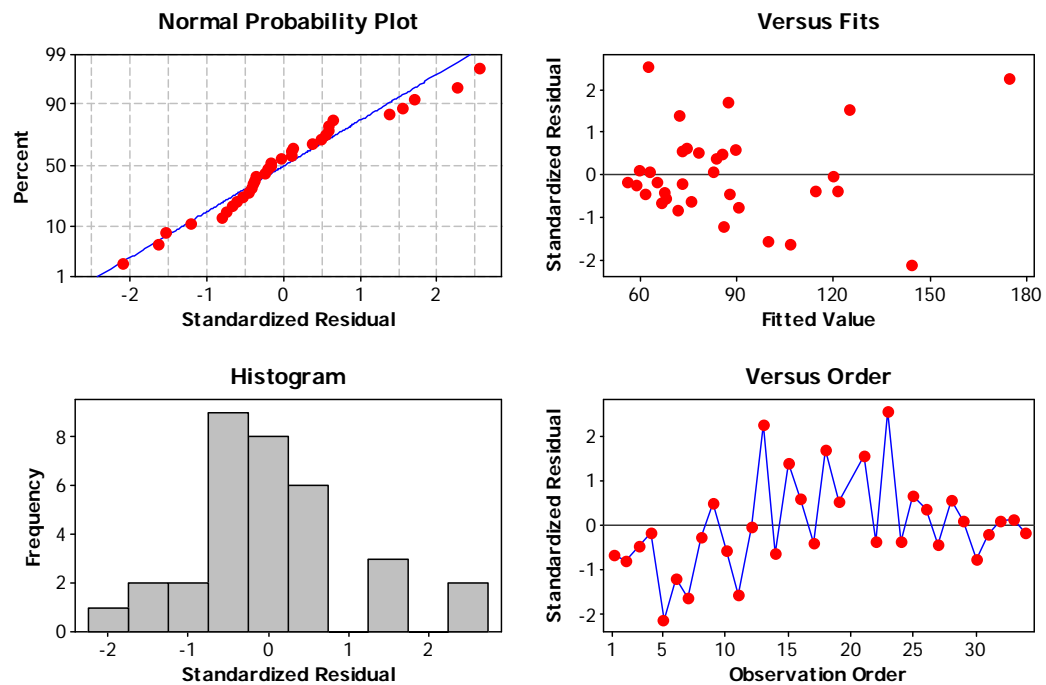 Normal Probability Plot
99
90
50
10
1
Percent
-2 -1 0 1 2
Standardized Residual
Versus Fits
2
1
0
-1
-2
Standardized Residual
60 90 120 150 180
Fitted Value
Histogram
8
6
4
2
0
Frequency
-2 -1 0 1 2
Standardized Residual
Versus Order
2
1
0
-1
-2
Standardized Residual
1 5 10 15 20 25 30
Observation Order